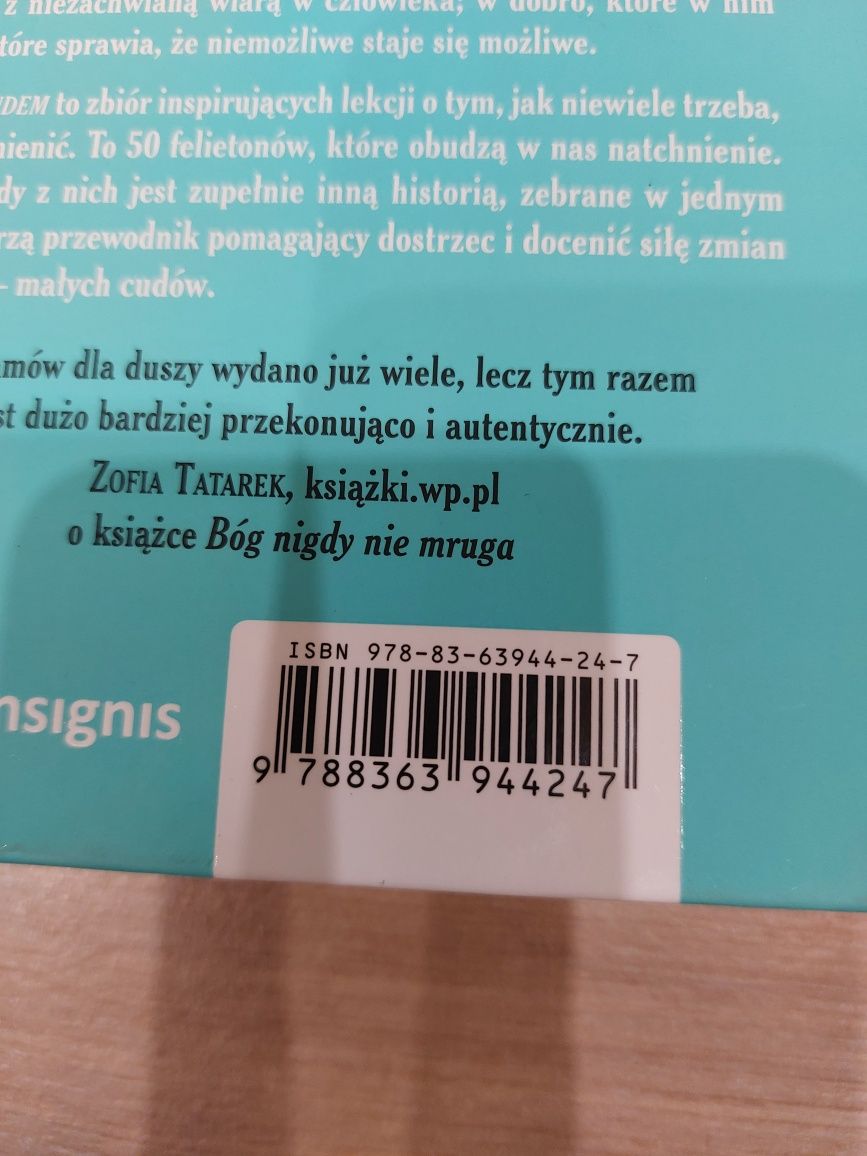 z niezachwianą wiarą w człowieka; w dobro, które w nim
tóre sprawia, że niemożliwe staje się możliwe.
DEM to zbiór inspirujących lekcji o tym, jak niewiele trzeba,
ienić. To 50 felietonów, które obudzą w nas natchnienie.
dy z nich jest zupełnie inną historią, zebrane w jednym
rzą przewodnik pomagający dostrzec i docenić siłę zmian
– małych cudów.
mów dla duszy wydano już wiele, lecz tym razem
st dużo bardziej przekonująco i autentycznie.
ZOFIA TATAREK, książki.wp.pl
o książce Bóg nigdy nie mruga
nsignis
ISBN 978-83-63944-24-7
9 788363 944247